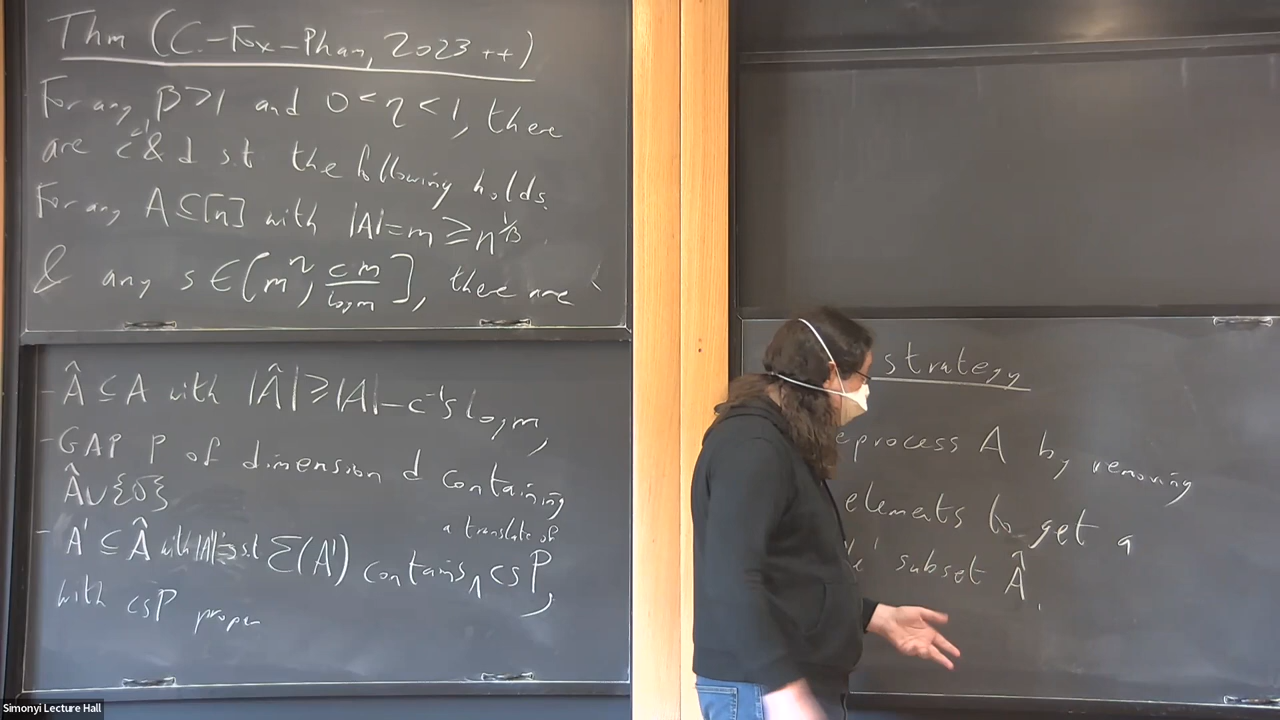 Thm (C.-Fox-Phan, 2023++)
For any β>1 and 0<η<1, there
are c,& d s.t the following holds.
For any A⊆[n] with |A|=m≥n^{1/β}
& any s∈[m^η, cm/log m], there are
- Â⊆A with |Â|≥|A|-c^{-1}s log m,
- GAP P of dimension d containing
Â∪{0}
- A'⊆Â with |A'|≤s s.t Σ(A') contains a translate of csP,
with csP proper
strategy
eprocess A by removing
elements to get a
subset Â.
Simonyi Lecture Hall